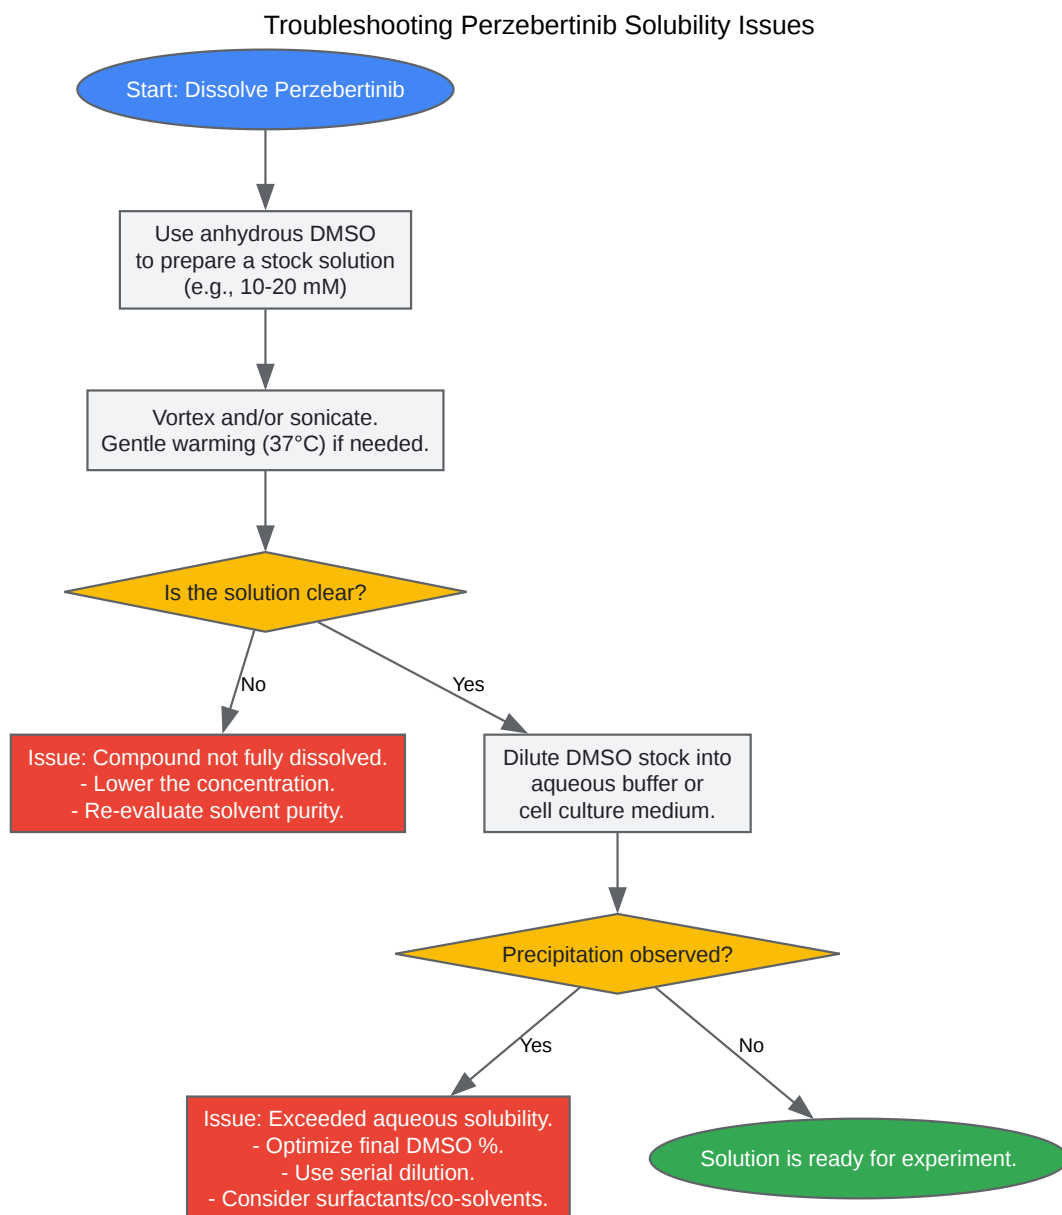 Troubleshooting Perzebertinib Solubility Issues
Start: Dissolve Perzebertinib
Use anhydrous DMSO
to prepare a stock solution
(e.g., 10-20 mM)
Vortex and/or sonicate.
Gentle warming (37°C) if needed.
Is the solution clear?
No
Yes
Issue: Compound not fully dissolved.
- Lower the concentration.
- Re-evaluate solvent purity.
Dilute DMSO stock into
aqueous buffer or
cell culture medium.
Precipitation observed?
Yes
No
Issue: Exceeded aqueous solubility.
- Optimize final DMSO %.
- Use serial dilution.
- Consider surfactants/co-solvents.
Solution is ready for experiment.